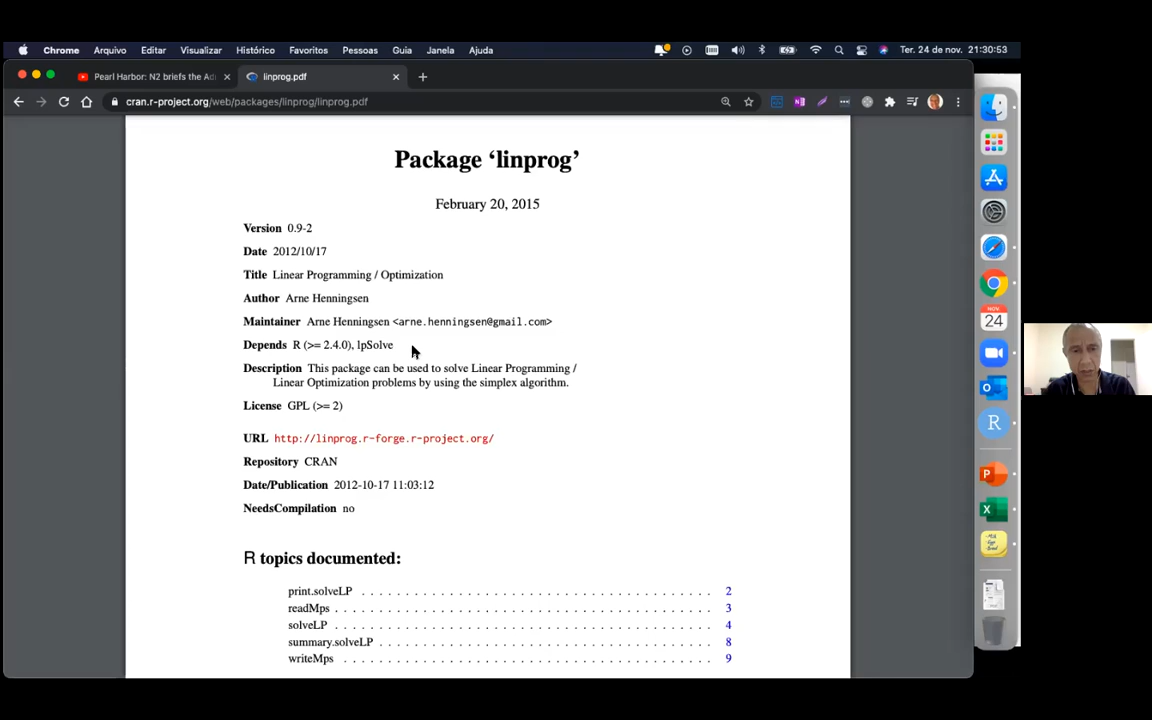 Chrome Arquivo Editar Visualizar Histórico Favoritos Pessoas Guia Janela Ajuda Ter. 24 de nov. 21:30:53
Pearl Harbor: N2 briefs the Ad linprog.pdf
cran.r-project.org/web/packages/linprog/linprog.pdf
Package ‘linprog’
February 20, 2015
Version 0.9-2
Date 2012/10/17
Title Linear Programming / Optimization
Author Arne Henningsen
Maintainer Arne Henningsen <arne.henningsen@gmail.com>
Depends R (>= 2.4.0), lpSolve
Description This package can be used to solve Linear Programming /
Linear Optimization problems by using the simplex algorithm.
License GPL (>= 2)
URL http://linprog.r-forge.r-project.org/
Repository CRAN
Date/Publication 2012-10-17 11:03:12
NeedsCompilation no
R topics documented:
print.solveLP . . . . . . . . . . . . . . . . . . . . . . . . . . . . . . . . . . . . 2
readMps . . . . . . . . . . . . . . . . . . . . . . . . . . . . . . . . . . . . . . 3
solveLP . . . . . . . . . . . . . . . . . . . . . . . . . . . . . . . . . . . . . . 4
summary.solveLP . . . . . . . . . . . . . . . . . . . . . . . . . . . . . . . . . 8
writeMps . . . . . . . . . . . . . . . . . . . . . . . . . . . . . . . . . . . . . 9
NOV.
24